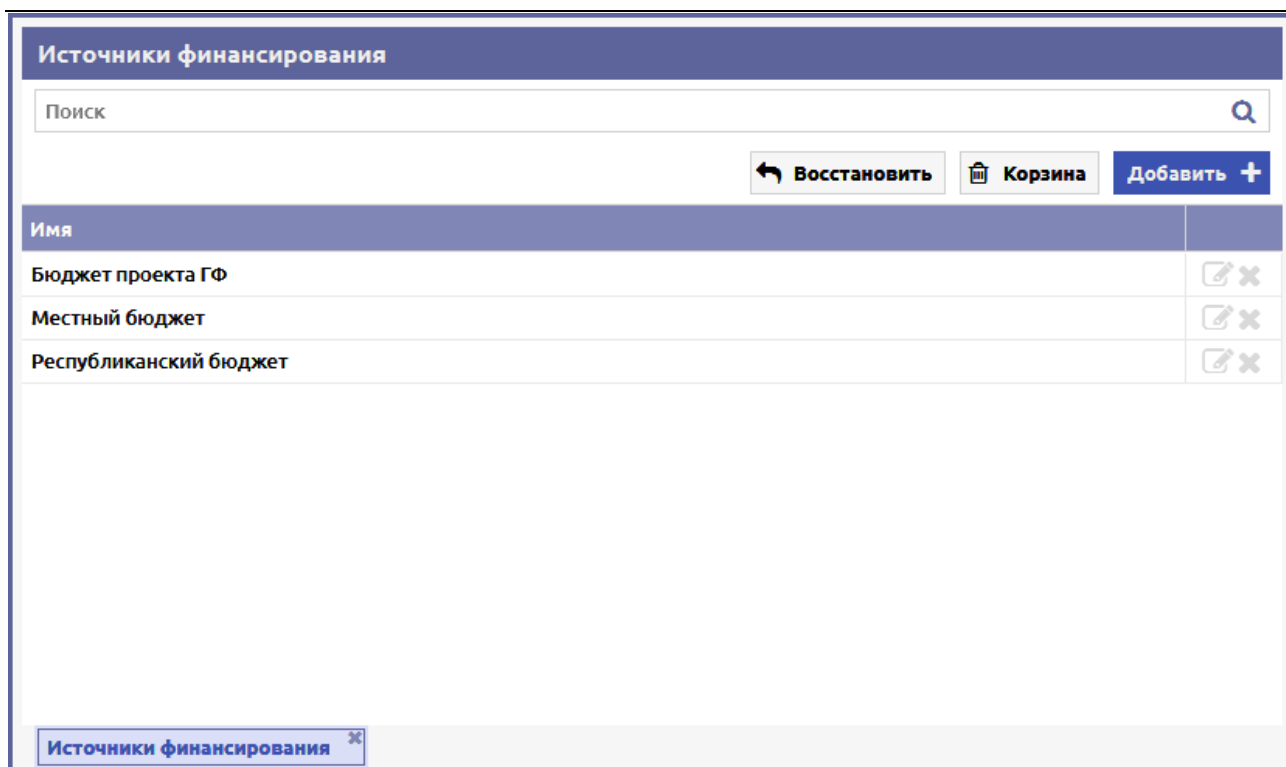 Источники финансирования
Поиск
Восстановить Корзина Добавить
Имя
Бюджет проекта ГФ
Местный бюджет
Республиканский бюджет
Источники финансирования